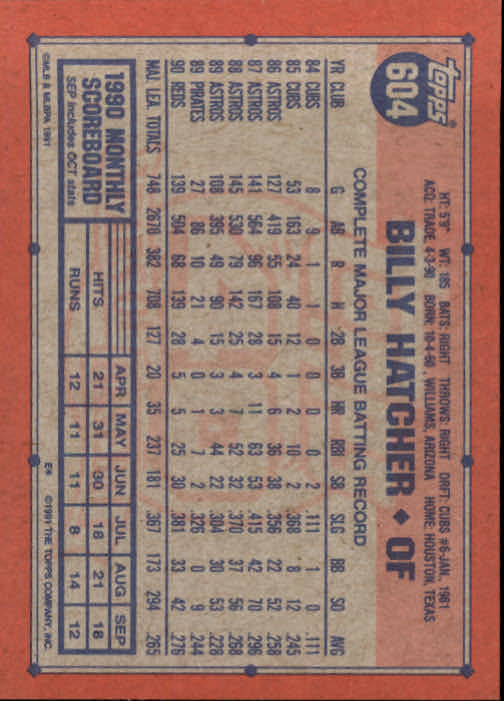 Topps®
604
HT: 5'9" WT: 185 BATS: RIGHT THROWS: RIGHT DRFT: CUBS #6-JAN., 1981
ACQ: TRADE, 4-3-90 BORN: 10-4-60, WILLIAMS, ARIZONA HOME: HOUSTON, TEXAS
BILLY HATCHER ◆ OF
COMPLETE MAJOR LEAGUE BATTING RECORD
YR CLUB G AB R H 2B 3B HR RBI SB SLG BB SO AVG
84 CUBS 8 9 1 1 0 0 0 0 2 .111 1 0 .111
85 CUBS 53 163 24 40 12 1 2 10 2 .368 8 12 .245
86 ASTROS 127 419 55 108 15 4 6 36 38 .356 22 52 .258
87 ASTROS 141 564 96 167 28 3 11 63 53 .415 42 70 .296
88 ASTROS 145 530 79 142 25 4 7 52 32 .370 37 56 .268
89 ASTROS 108 395 49 90 15 3 3 44 22 .304 30 53 .228
89 PIRATES 27 86 10 21 4 0 1 7 2 .326 0 9 .244
90 REDS 139 504 68 139 28 5 5 25 30 .381 33 42 .276
MAJ. LEA. TOTALS 748 2670 382 708 127 20 35 237 181 .367 173 294 .265
1990 MONTHLY
SCOREBOARD
SEP includes OCT stats
APR MAY JUN JUL AUG SEP
HITS 21 31 30 18 21 18
RUNS 12 11 11 8 14 12
©MLB & MLBPA 1991 E* ©1991 THE TOPPS COMPANY, INC.